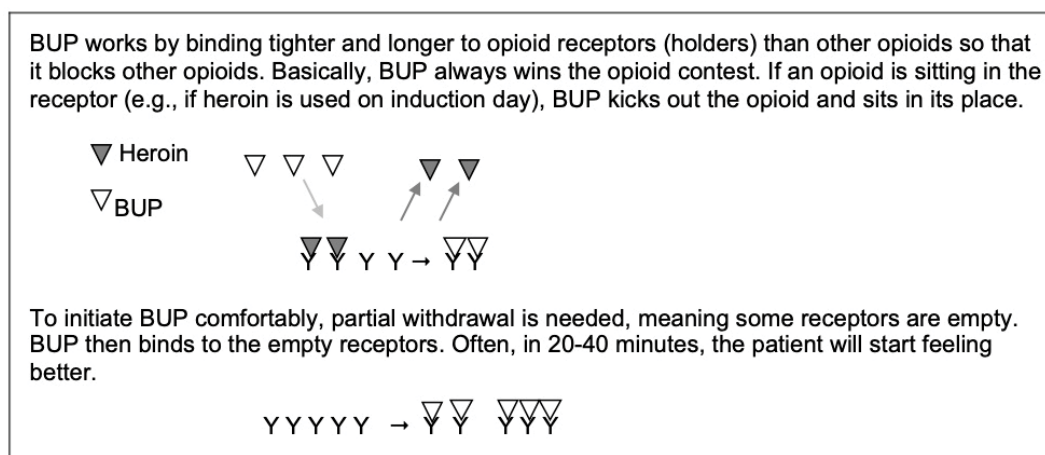 BUP works by binding tighter and longer to opioid receptors (holders) than other opioids so that
it blocks other opioids. Basically, BUP always wins the opioid contest. If an opioid is sitting in the
receptor (e.g., if heroin is used on induction day), BUP kicks out the opioid and sits in its place.
Heroin
BUP
Y Y Y Y → Y Y
To initiate BUP comfortably, partial withdrawal is needed, meaning some receptors are empty.
BUP then binds to the empty receptors. Often, in 20-40 minutes, the patient will start feeling
better.
Y Y Y Y Y → Y Y Y Y Y